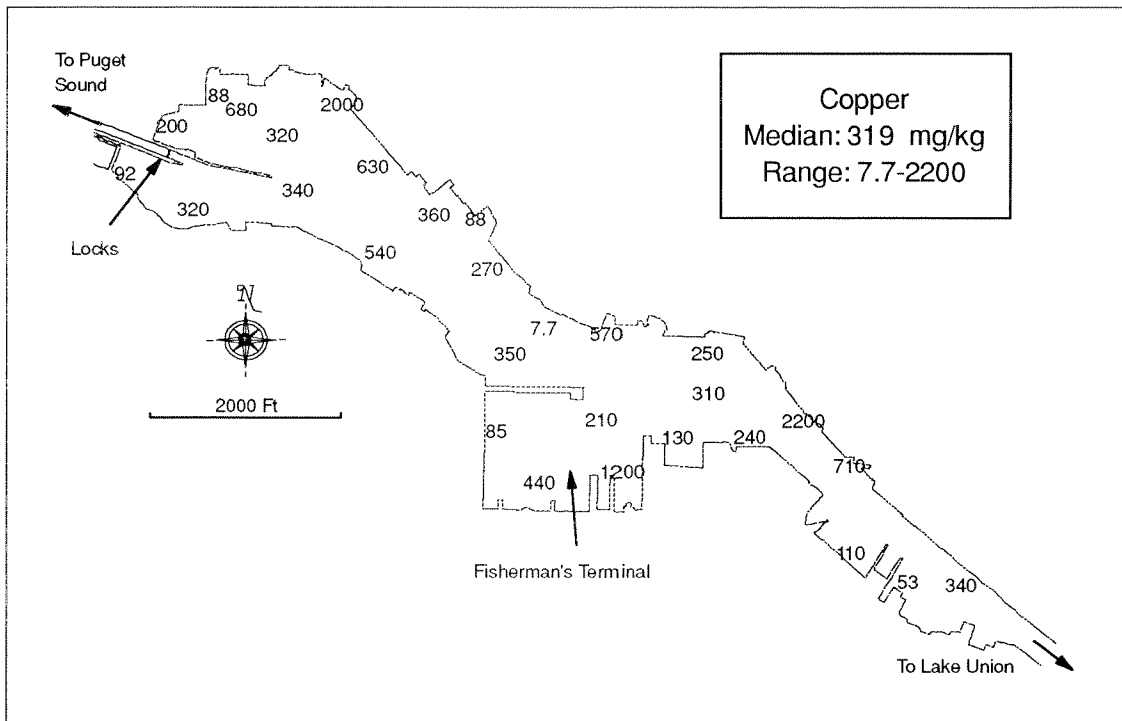 To Puget
Sound
Copper
Median: 319 mg/kg
Range: 7.7-2200
88
680
2000
200
320
630
92
340
320
360
88
Locks
540
270
N
7.7
570
350
250
2000 Ft
310
210
85
130
240
2200
440
1200
710
Fisherman's Terminal
110
53
340
To Lake Union